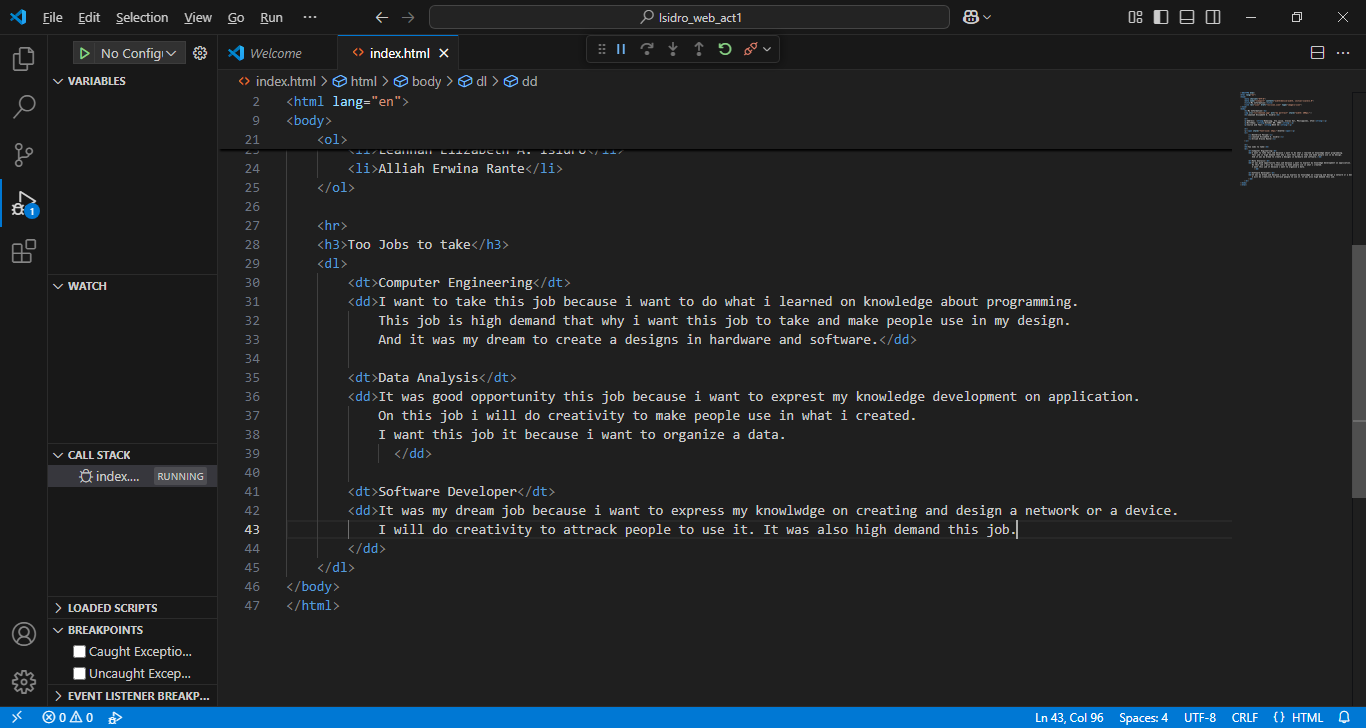 File Edit Selection View Go Run ··· Isidro_web_act1
No Config
Welcome
index.html
VARIABLES
index.html > html > body > dl > dd
2 <html lang="en">
9 <body>
21 <ol>
23 <li>Leannah Elizabeth A. Isidro</li>
24 <li>Alliah Erwina Rante</li>
25 </ol>
26
27 <hr>
28 <h3>Too Jobs to take</h3>
29 <dl>
30 <dt>Computer Engineering</dt>
31 <dd>I want to take this job because i want to do what i learned on knowledge about programming.
32 This job is high demand that why i want this job to take and make people use in my design.
33 And it was my dream to create a designs in hardware and software.</dd>
34
35 <dt>Data Analysis</dt>
36 <dd>It was good opportunity this job because i want to exprest my knowledge development on application.
37 On this job i will do creativity to make people use in what i created.
38 I want this job it because i want to organize a data.
39 </dd>
40
41 <dt>Software Developer</dt>
42 <dd>It was my dream job because i want to express my knowlwdge on creating and design a network or a device.
43 I will do creativity to attrack people to use it. It was also high demand this job.
44 </dd>
45 </dl>
46 </body>
47 </html>
WATCH
CALL STACK
index.... RUNNING
LOADED SCRIPTS
BREAKPOINTS
Caught Exceptio...
Uncaught Excep...
EVENT LISTENER BREAKP...
1
0 0
Ln 43, Col 96 Spaces: 4 UTF-8 CRLF {} HTML